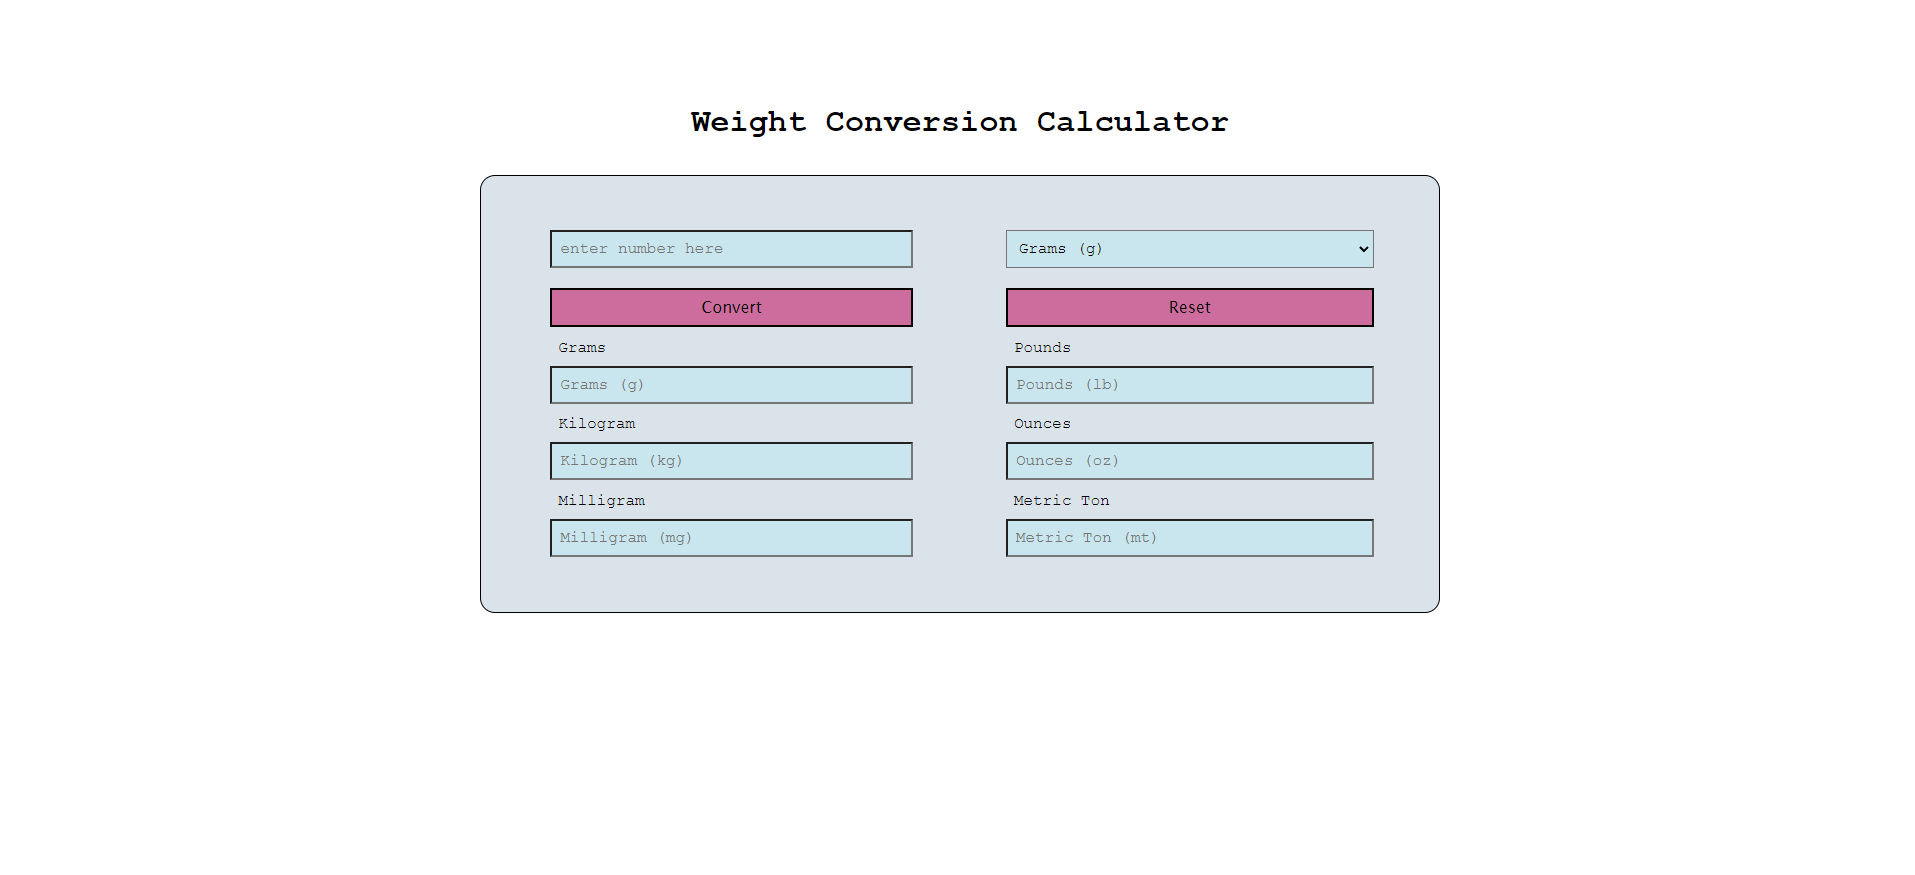 Weight Conversion Calculator
enter number here
Grams (g)
Convert
Reset
Grams
Pounds
Grams (g)
Pounds (lb)
Kilogram
Ounces
Kilogram (kg)
Ounces (oz)
Milligram
Metric Ton
Milligram (mg)
Metric Ton (mt)